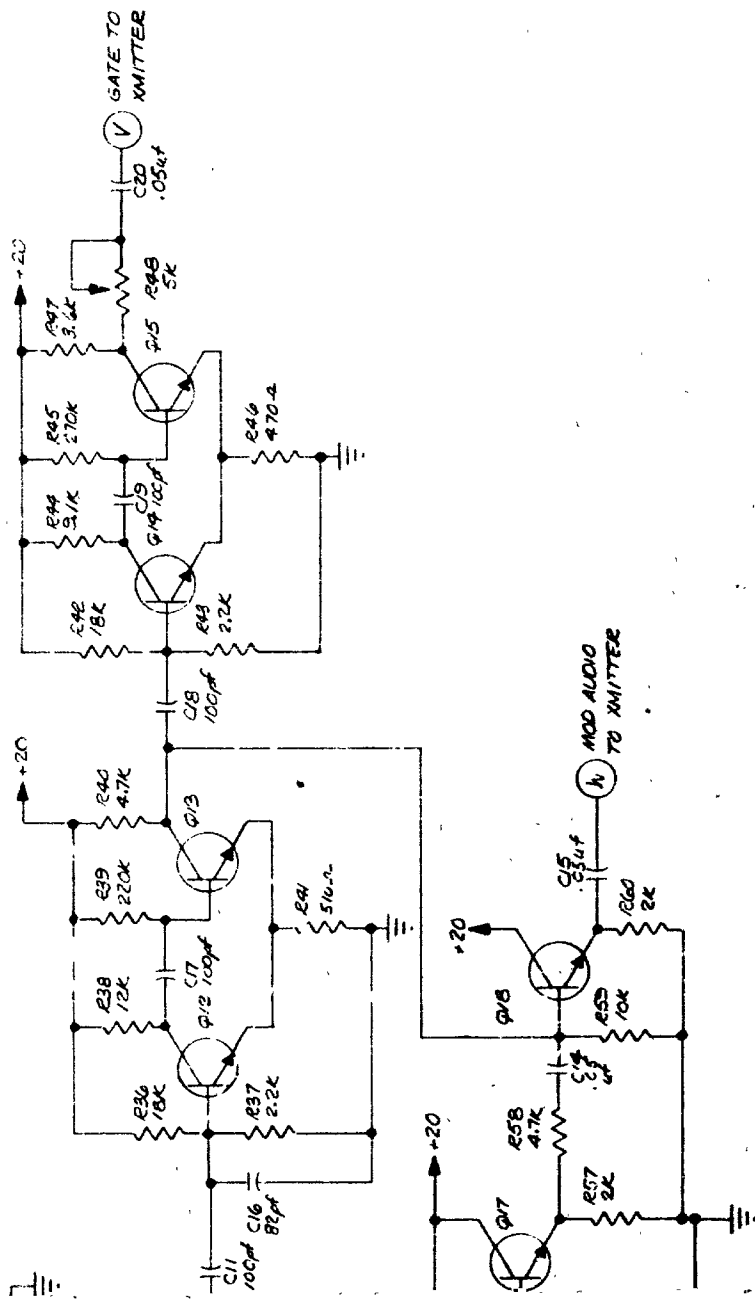 GATE TO
XMITTER
V
C20
.05uf
+20
R47
3.6K
R48
5K
Q15
R45
270K
R46
470Ω
R44
9.1K
C19
100pf
Q14
R42
18K
R43
2.2K
C18
100pf
+20
R40
4.7K
Q13
R39
220K
R41
510Ω
R38
12K
C17
100pf
Q12
R36
18K
R37
2.2K
C16
82pf
C11
100pf
MOD AUDIO
TO XMITTER
W
C15
uf
R60
2K
+20
Q18
R59
10K
C14
uf
R58
4.7K
+20
Q17
R57
2K